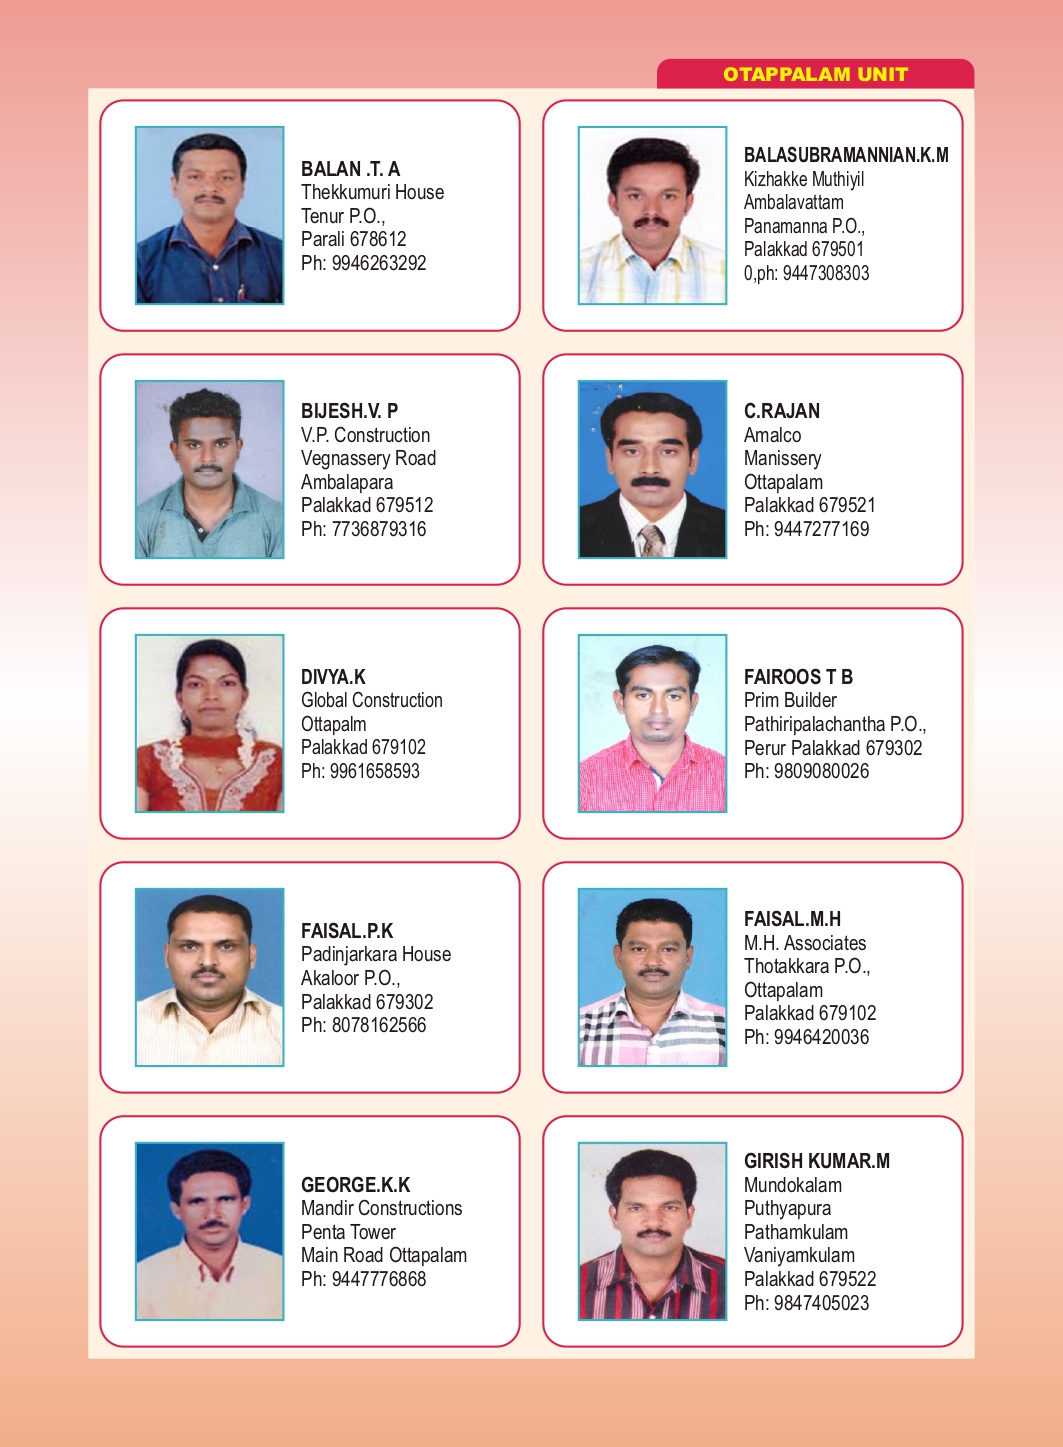 OTAPPALAM UNIT
BALAN .T. A
Thekkumuri House
Tenur P.O.,
Parali 678612
Ph: 9946263292
BALASUBRAMANNIAN.K.M
Kizhakke Muthiyil
Ambalavattam
Panamanna P.O.,
Palakkad 679501
0,ph: 9447308303
BIJESH.V. P
V.P. Construction
Vegnassery Road
Ambalapara
Palakkad 679512
Ph: 7736879316
C.RAJAN
Amalco
Manissery
Ottapalam
Palakkad 679521
Ph: 9447277169
DIVYA.K
Global Construction
Ottapalm
Palakkad 679102
Ph: 9961658593
FAIROOS T B
Prim Builder
Pathiripalachantha P.O.,
Perur Palakkad 679302
Ph: 9809080026
FAISAL.P.K
Padinjarkara House
Akaloor P.O.,
Palakkad 679302
Ph: 8078162566
FAISAL.M.H
M.H. Associates
Thotakkara P.O.,
Ottapalam
Palakkad 679102
Ph: 9946420036
GEORGE.K.K
Mandir Constructions
Penta Tower
Main Road Ottapalam
Ph: 9447776868
GIRISH KUMAR.M
Mundokalam
Puthyapura
Pathamkulam
Vaniyamkulam
Palakkad 679522
Ph: 9847405023